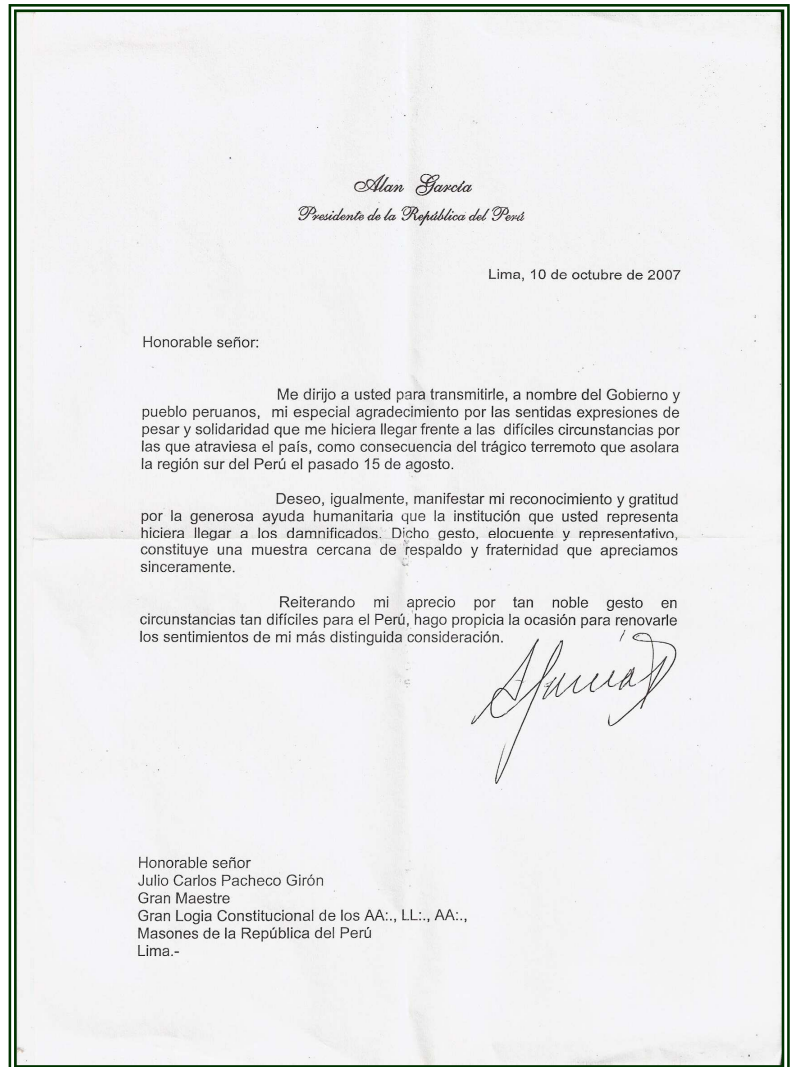 Alan García
Presidente de la República del Perú
Lima, 10 de octubre de 2007
Honorable señor:
Me dirijo a usted para transmitirle, a nombre del Gobierno y
pueblo peruanos, mi especial agradecimiento por las sentidas expresiones de
pesar y solidaridad que me hiciera llegar frente a las difíciles circunstancias por
las que atraviesa el país, como consecuencia del trágico terremoto que asolara
la región sur del Perú el pasado 15 de agosto.
Deseo, igualmente, manifestar mi reconocimiento y gratitud
por la generosa ayuda humanitaria que la institución que usted representa
hiciera llegar a los damnificados. Dicho gesto, elocuente y representativo,
constituye una muestra cercana de respaldo y fraternidad que apreciamos
sinceramente.
Reiterando mi aprecio por tan noble gesto en
circunstancias tan difíciles para el Perú, hago propicia la ocasión para renovarle
los sentimientos de mi más distinguida consideración.
Honorable señor
Julio Carlos Pacheco Girón
Gran Maestre
Gran Logia Constitucional de los AA:., LL:., AA:.,
Masones de la República del Perú
Lima.-